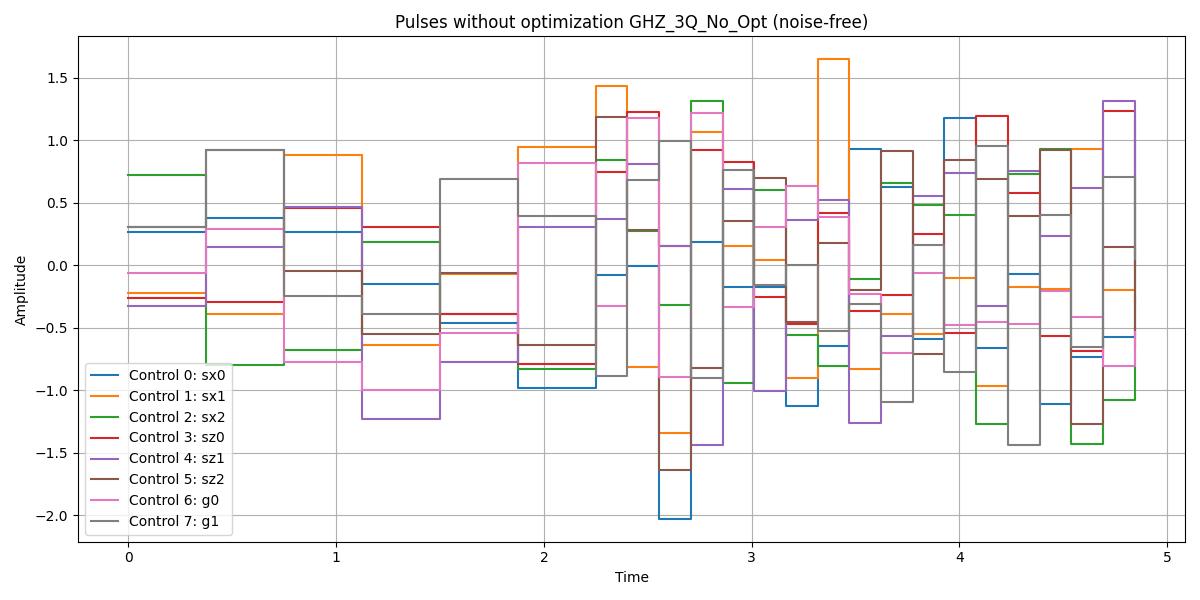 Pulses without optimization GHZ_3Q_No_Opt (noise-free)
1.5
1.0
0.5
0.0
−0.5
−1.0
−1.5
−2.0
Amplitude
Control 0: sx0
Control 1: sx1
Control 2: sx2
Control 3: sz0
Control 4: sz1
Control 5: sz2
Control 6: g0
Control 7: g1
0 1 2 3 4 5
Time